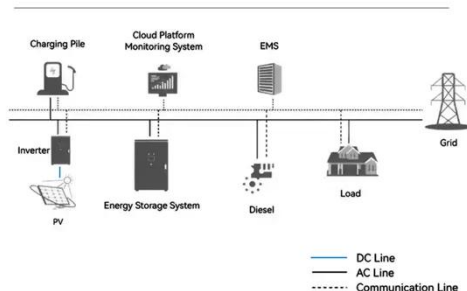 Charging Pile
Cloud Platform
Monitoring System
EMS
Grid
Inverter
PV
Energy Storage System
Diesel
Load
DC Line
AC Line
Communication Line